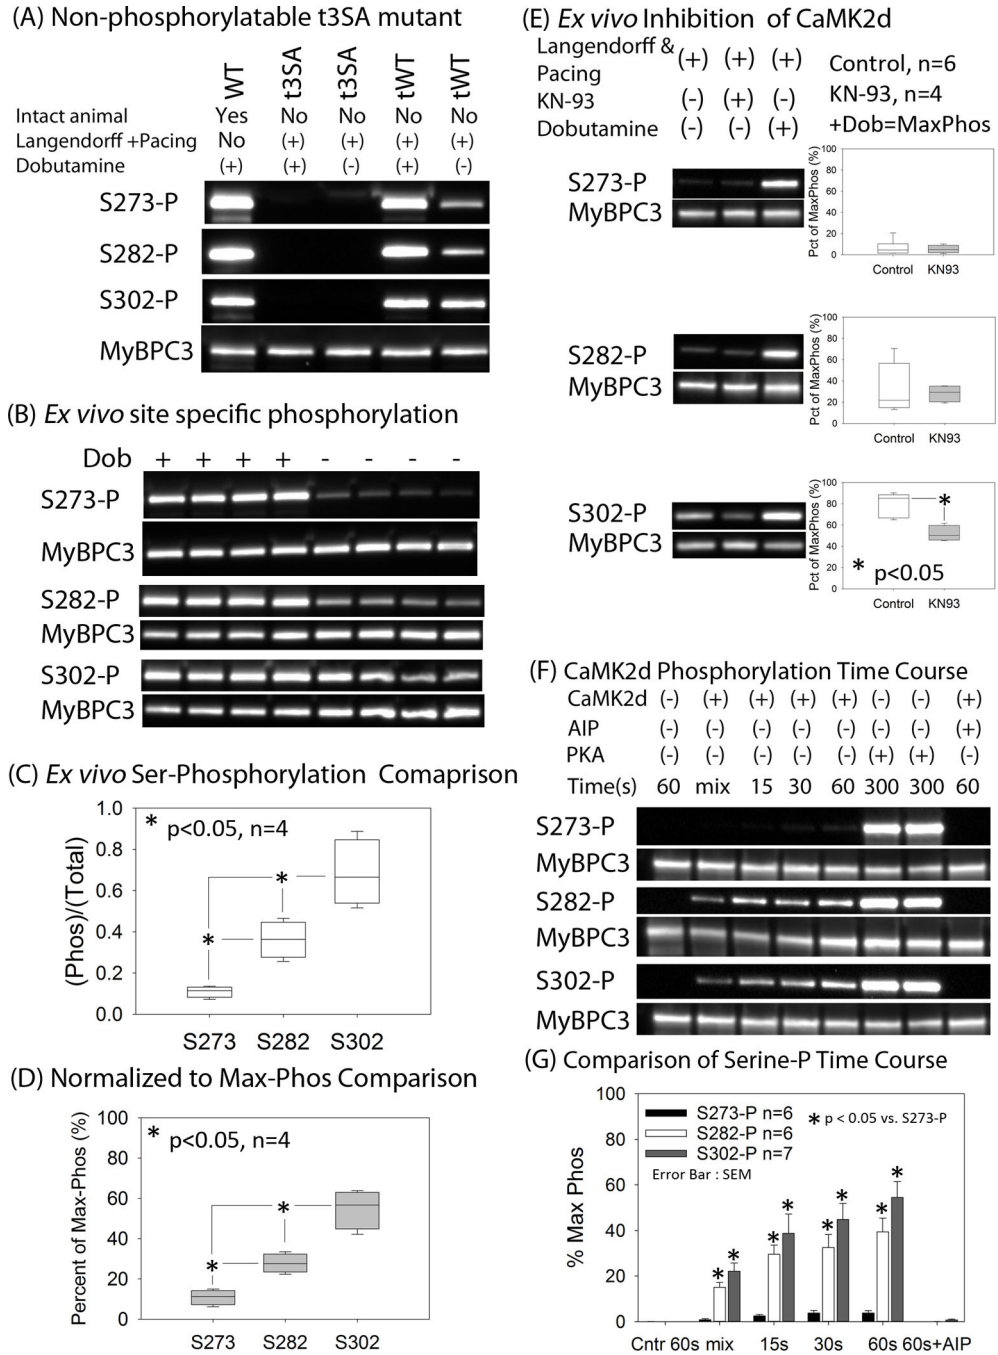 (A) Non-phosphorylatable t3SA mutant
WT t3SA t3SA tWT tWT
Intact animal Yes No No No No
Langendorff +Pacing No (+) (+) (+) (+)
Dobutamine (+) (+) (-) (+) (-)
S273-P
S282-P
S302-P
MyBPC3
(B) Ex vivo site specific phosphorylation
Dob + + + + - - - -
S273-P
MyBPC3
S282-P
MyBPC3
S302-P
MyBPC3
(C) Ex vivo Ser-Phosphorylation Comaprison
(Phos)/(Total)
1.0
* p<0.05, n=4
0.8
0.6
*
0.4
*
0.2
0.0
S273 S282 S302
(D) Normalized to Max-Phos Comparison
Percent of Max-Phos (%)
100
* p<0.05, n=4
80
60
*
40
*
20
0
S273 S282 S302
(E) Ex vivo Inhibition of CaMK2d
Langendorff &
Pacing (+) (+) (+)
KN-93 (-) (+) (-)
Dobutamine (-) (-) (+)
Control, n=6
KN-93, n=4
+Dob=MaxPhos
S273-P
MyBPC3
Pct of MaxPhos (%)
100
80
60
40
20
0
Control KN93
S282-P
MyBPC3
Pct of MaxPhos (%)
100
80
60
40
20
0
Control KN93
S302-P
MyBPC3
Pct of MaxPhos (%)
100
80
60
40
20
0
*
* p<0.05
Control KN93
(F) CaMK2d Phosphorylation Time Course
CaMK2d (-) (+) (+) (+) (+) (-) (-) (+)
AIP (-) (-) (-) (-) (-) (-) (-) (+)
PKA (-) (-) (-) (-) (-) (+) (+) (-)
Time(s) 60 mix 15 30 60 300 300 60
S273-P
MyBPC3
S282-P
MyBPC3
S302-P
MyBPC3
(G) Comparison of Serine-P Time Course
% Max Phos
100
80
60
40
20
0
S273-P n=6
S282-P n=6
S302-P n=7
Error Bar : SEM
* p < 0.05 vs. S273-P
* * * * * * * *
Cntr 60s mix 15s 30s 60s 60s+AIP